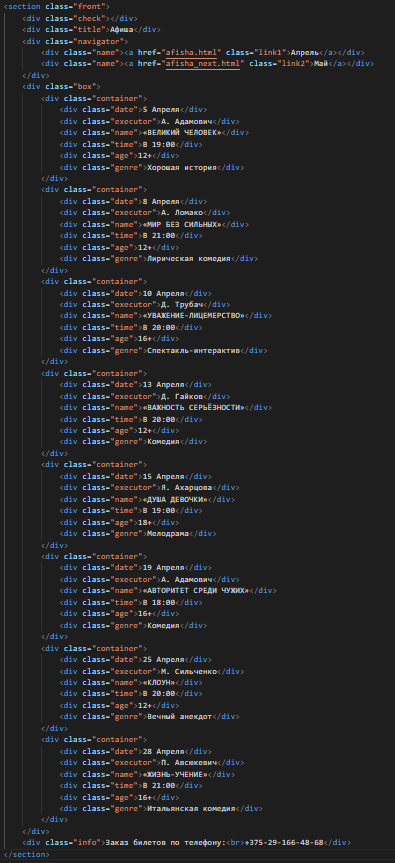 <section class="front">
<div class="check"></div>
<div class="title">Афиша</div>
<div class="navigator">
<div class="name"><a href="afisha.html" class="link1">Апрель</a></div>
<div class="name"><a href="afisha_next.html" class="link2">Май</a></div>
</div>
<div class="box">
<div class="container">
<div class="date">5 Апреля</div>
<div class="executor">А. Адамович</div>
<div class="name">«ВЕЛИКИЙ ЧЕЛОВЕК»</div>
<div class="time">В 19:00</div>
<div class="age">12+</div>
<div class="genre">Хоровая история</div>
</div>
<div class="container">
<div class="date">8 Апреля</div>
<div class="executor">А. Ломако</div>
<div class="name">«МИР БЕЗ СИЛЬНЫХ»</div>
<div class="time">В 21:00</div>
<div class="age">12+</div>
<div class="genre">Лирическая комедия</div>
</div>
<div class="container">
<div class="date">10 Апреля</div>
<div class="executor">Д. Трубач</div>
<div class="name">«УВАЖЕНИЕ-ЛИЦЕМЕРСТВО»</div>
<div class="time">В 20:00</div>
<div class="age">16+</div>
<div class="genre">Спектакль-интерактив</div>
</div>
<div class="container">
<div class="date">13 Апреля</div>
<div class="executor">Д. Гайков</div>
<div class="name">«ВАЖНОСТЬ СЕРЬЁЗНОСТИ»</div>
<div class="time">В 20:00</div>
<div class="age">12+</div>
<div class="genre">Комедия</div>
</div>
<div class="container">
<div class="date">15 Апреля</div>
<div class="executor">Я. Ахарцова</div>
<div class="name">«ДУША ДЕВОЧКИ»</div>
<div class="time">В 19:00</div>
<div class="age">18+</div>
<div class="genre">Мелодрама</div>
</div>
<div class="container">
<div class="date">19 Апреля</div>
<div class="executor">А. Адамович</div>
<div class="name">«АВТОРИТЕТ СРЕДИ ЧУЖИХ»</div>
<div class="time">В 18:00</div>
<div class="age">16+</div>
<div class="genre">Комедия</div>
</div>
<div class="container">
<div class="date">25 Апреля</div>
<div class="executor">М. Сильченко</div>
<div class="name">«КЛОУН»</div>
<div class="time">В 20:00</div>
<div class="age">12+</div>
<div class="genre">Вечный анекдот</div>
</div>
<div class="container">
<div class="date">28 Апреля</div>
<div class="executor">П. Авсюкевич</div>
<div class="name">«ЖИЗНЬ-УЧЕНИЕ»</div>
<div class="time">В 21:00</div>
<div class="age">16+</div>
<div class="genre">Итальянская комедия</div>
</div>
</div>
<div class="info">Заказ билетов по телефону:<br>+375-29-166-48-68</div>
</section>